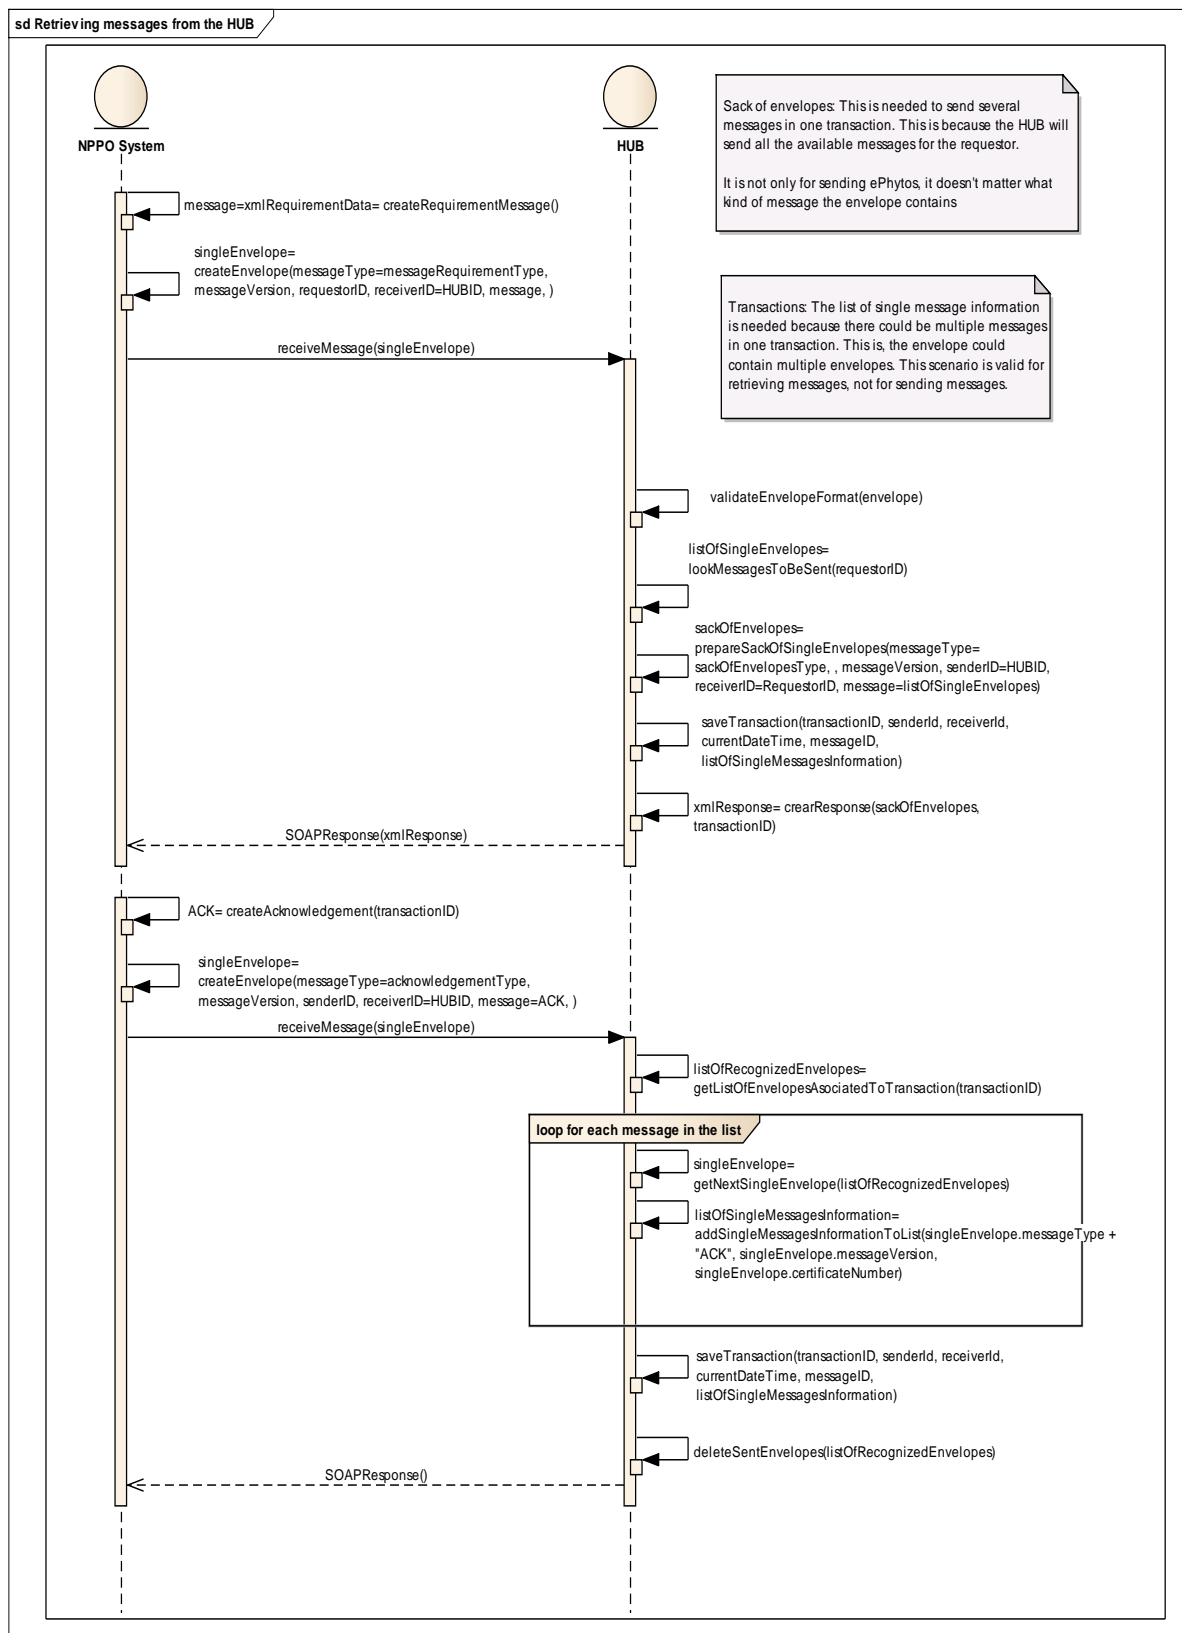 sd Retrieving messages from the HUB
NPPO System
HUB
Sack of envelopes: This is needed to send several
messages in one transaction. This is because the HUB will
send all the available messages for the requestor.
It is not only for sending ePhytos, it doesn't matter what
kind of message the envelope contains
message=xmlRequirementData= createRequirementMessage()
singleEnvelope=
createEnvelope(messageType=messageRequirementType,
messageVersion, requestorID, receiverID=HUBID, message, )
Transactions: The list of single message information
is needed because there could be multiple messages
in one transaction. This is, the envelope could
contain multiple envelopes. This scenario is valid for
retrieving messages, not for sending messages.
receiveMessage(singleEnvelope)
validateEnvelopeFormat(envelope)
listOfSingleEnvelopes=
lookMessagesToBeSent(requestorID)
sackOfEnvelopes=
prepareSackOfSingleEnvelopes(messageType=
sackOfEnvelopesType, , messageVersion, senderID=HUBID,
receiverID=RequestorID, message=listOfSingleEnvelopes)
saveTransaction(transactionID, senderId, receiverId,
currentDateTime, messageID,
listOfSingleMessagesInformation)
xmlResponse= crearResponse(sackOfEnvelopes,
transactionID)
SOAPResponse(xmlResponse)
ACK= createAcknowledgement(transactionID)
singleEnvelope=
createEnvelope(messageType=acknowledgementType,
messageVersion, senderID, receiverID=HUBID, message=ACK, )
receiveMessage(singleEnvelope)
listOfRecognizedEnvelopes=
getListOfEnvelopesAsociatedToTransaction(transactionID)
loop for each message in the list
singleEnvelope=
getNextSingleEnvelope(listOfRecognizedEnvelopes)
listOfSingleMessagesInformation=
addSingleMessagesInformationToList(singleEnvelope.messageType +
"ACK", singleEnvelope.messageVersion,
singleEnvelope.certificateNumber)
saveTransaction(transactionID, senderId, receiverId,
currentDateTime, messageID,
listOfSingleMessagesInformation)
deleteSentEnvelopes(listOfRecognizedEnvelopes)
SOAPResponse()